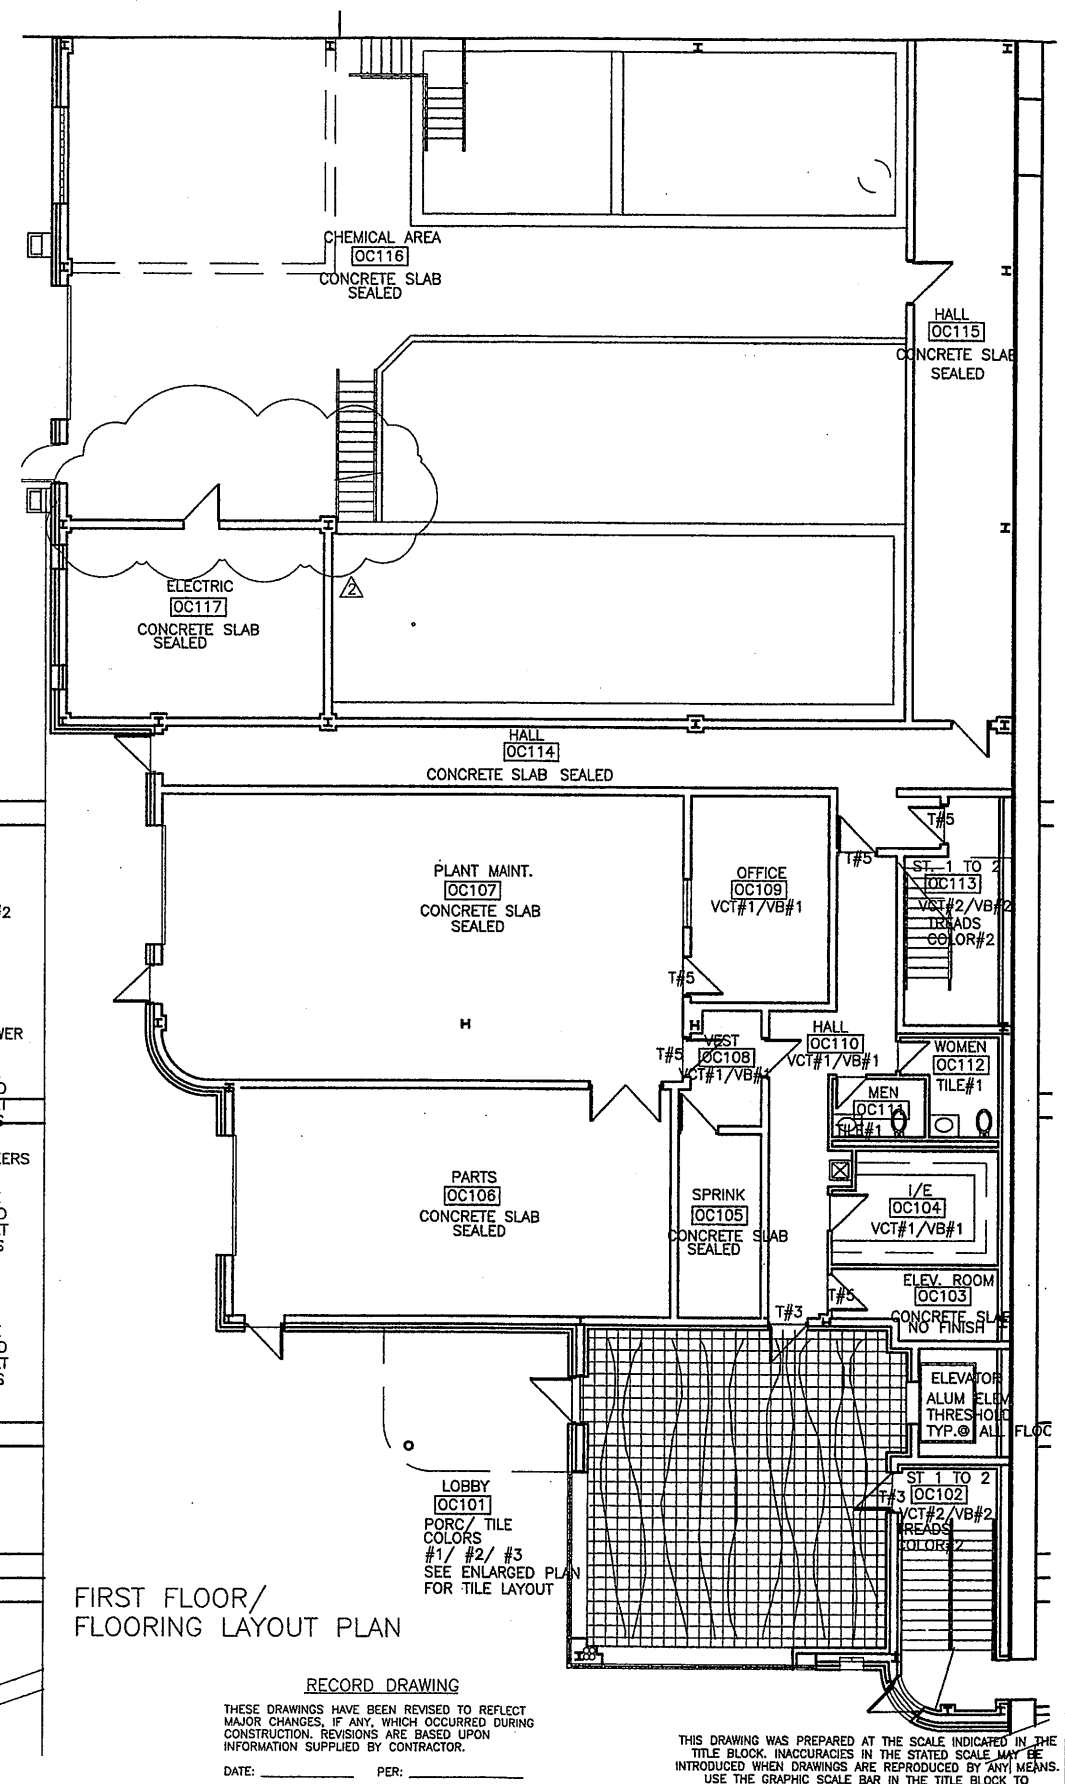 CHEMICAL AREA
OC116
CONCRETE SLAB
SEALED
HALL
OC115
CONCRETE SLAB
SEALED
ELECTRIC
OC117
CONCRETE SLAB
SEALED
2
HALL
OC114
CONCRETE SLAB SEALED
T#5
T#5
PLANT MAINT.
OC107
CONCRETE SLAB
SEALED
OFFICE
OC109
VCT#1/VB#1
ST. 1 TO 2
OC113
VCT#2/VB#2
TREADS
COLOR#2
#2
T#5
HALL
OC110
VCT#1/VB#1
VEST
OC108
VCT#1/VB#1
T#5
WOMEN
OC112
TILE#1
MEN
OC111
TILE#1
PARTS
OC106
CONCRETE SLAB
SEALED
SPRINK
OC105
CONCRETE SLAB
SEALED
I/E
OC104
VCT#1/VB#1
ELEV. ROOM
OC103
CONCRETE SLAB
NO FINISH
T#5
T#3
ELEVATOR
ALUM ELEV
THRESHOLD
TYP.@ ALL FLOO
LOBBY
OC101
PORC/ TILE
COLORS
#1/ #2/ #3
SEE ENLARGED PLAN
FOR TILE LAYOUT
ST 1 TO 2
OC102
T#3
VCT#2/VB#2
TREADS
COLOR#2
FIRST FLOOR/
FLOORING LAYOUT PLAN
RECORD DRAWING
THESE DRAWINGS HAVE BEEN REVISED TO REFLECT
MAJOR CHANGES, IF ANY, WHICH OCCURRED DURING
CONSTRUCTION. REVISIONS ARE BASED UPON
INFORMATION SUPPLIED BY CONTRACTOR.
DATE: PER:
THIS DRAWING WAS PREPARED AT THE SCALE INDICATED IN THE
TITLE BLOCK. INACCURACIES IN THE STATED SCALE MAY BE
INTRODUCED WHEN DRAWINGS ARE REPRODUCED BY ANY MEANS.
USE THE GRAPHIC SCALE BAR IN THE TITLE BLOCK TO